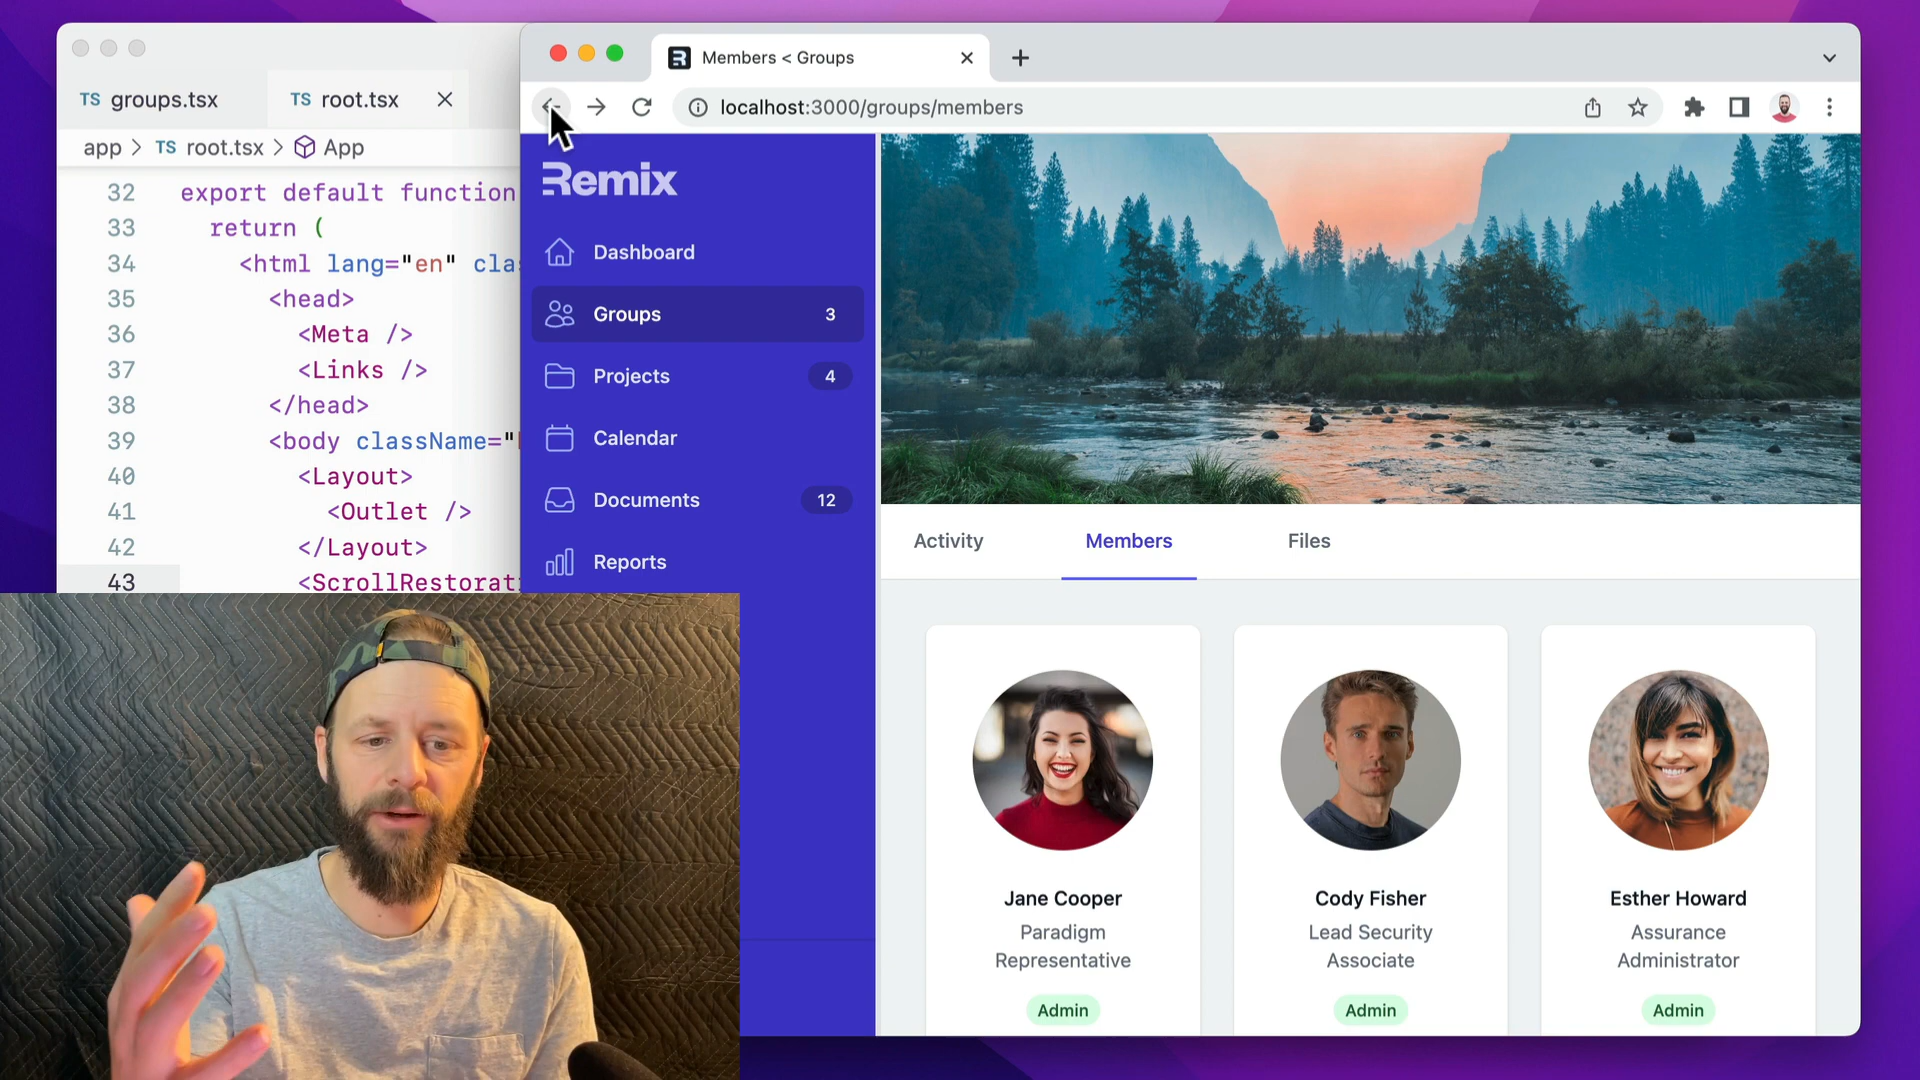 TS groups.tsx
TS root.tsx
app > TS root.tsx > App
32 export default function
33 return (
34 <html lang="en" clas
35 <head>
36 <Meta />
37 <Links />
38 </head>
39 <body className="
40 <Layout>
41 <Outlet />
42 </Layout>
43 <ScrollRestorat
Members < Groups
localhost:3000/groups/members
Remix
Dashboard
Groups 3
Projects 4
Calendar
Documents 12
Reports
Activity Members Files
Jane Cooper
Paradigm
Representative
Admin
Cody Fisher
Lead Security
Associate
Admin
Esther Howard
Assurance
Administrator
Admin